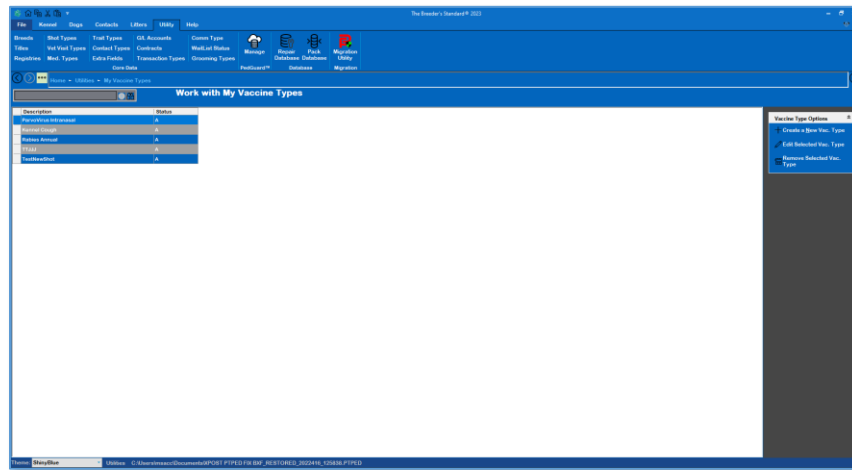 The Breeder's Standard® 2023
File Kennel Dogs Contacts Litters Utility Help
Breeds Shot Types Trait Types G/L Accounts Comm Type
Titles Vet Visit Types Contact Types Contracts WaitList Status
Registries Med. Types Extra Fields Transaction Types Grooming Types
Manage Repair Database Pack Database Migration Utility
Core Data PedGuard™ Database Migration
Home Utilities My Vaccine Types
Work with My Vaccine Types
Description Status
ParvoVirus Intranasal A
Kennel Cough A
Rabies Annual A
A
TestNewShot A
Vaccine Type Options
Create a New Vac. Type
Edit Selected Vac. Type
Remove Selected Vac.
Type
Theme: ShinyBlue Utilities